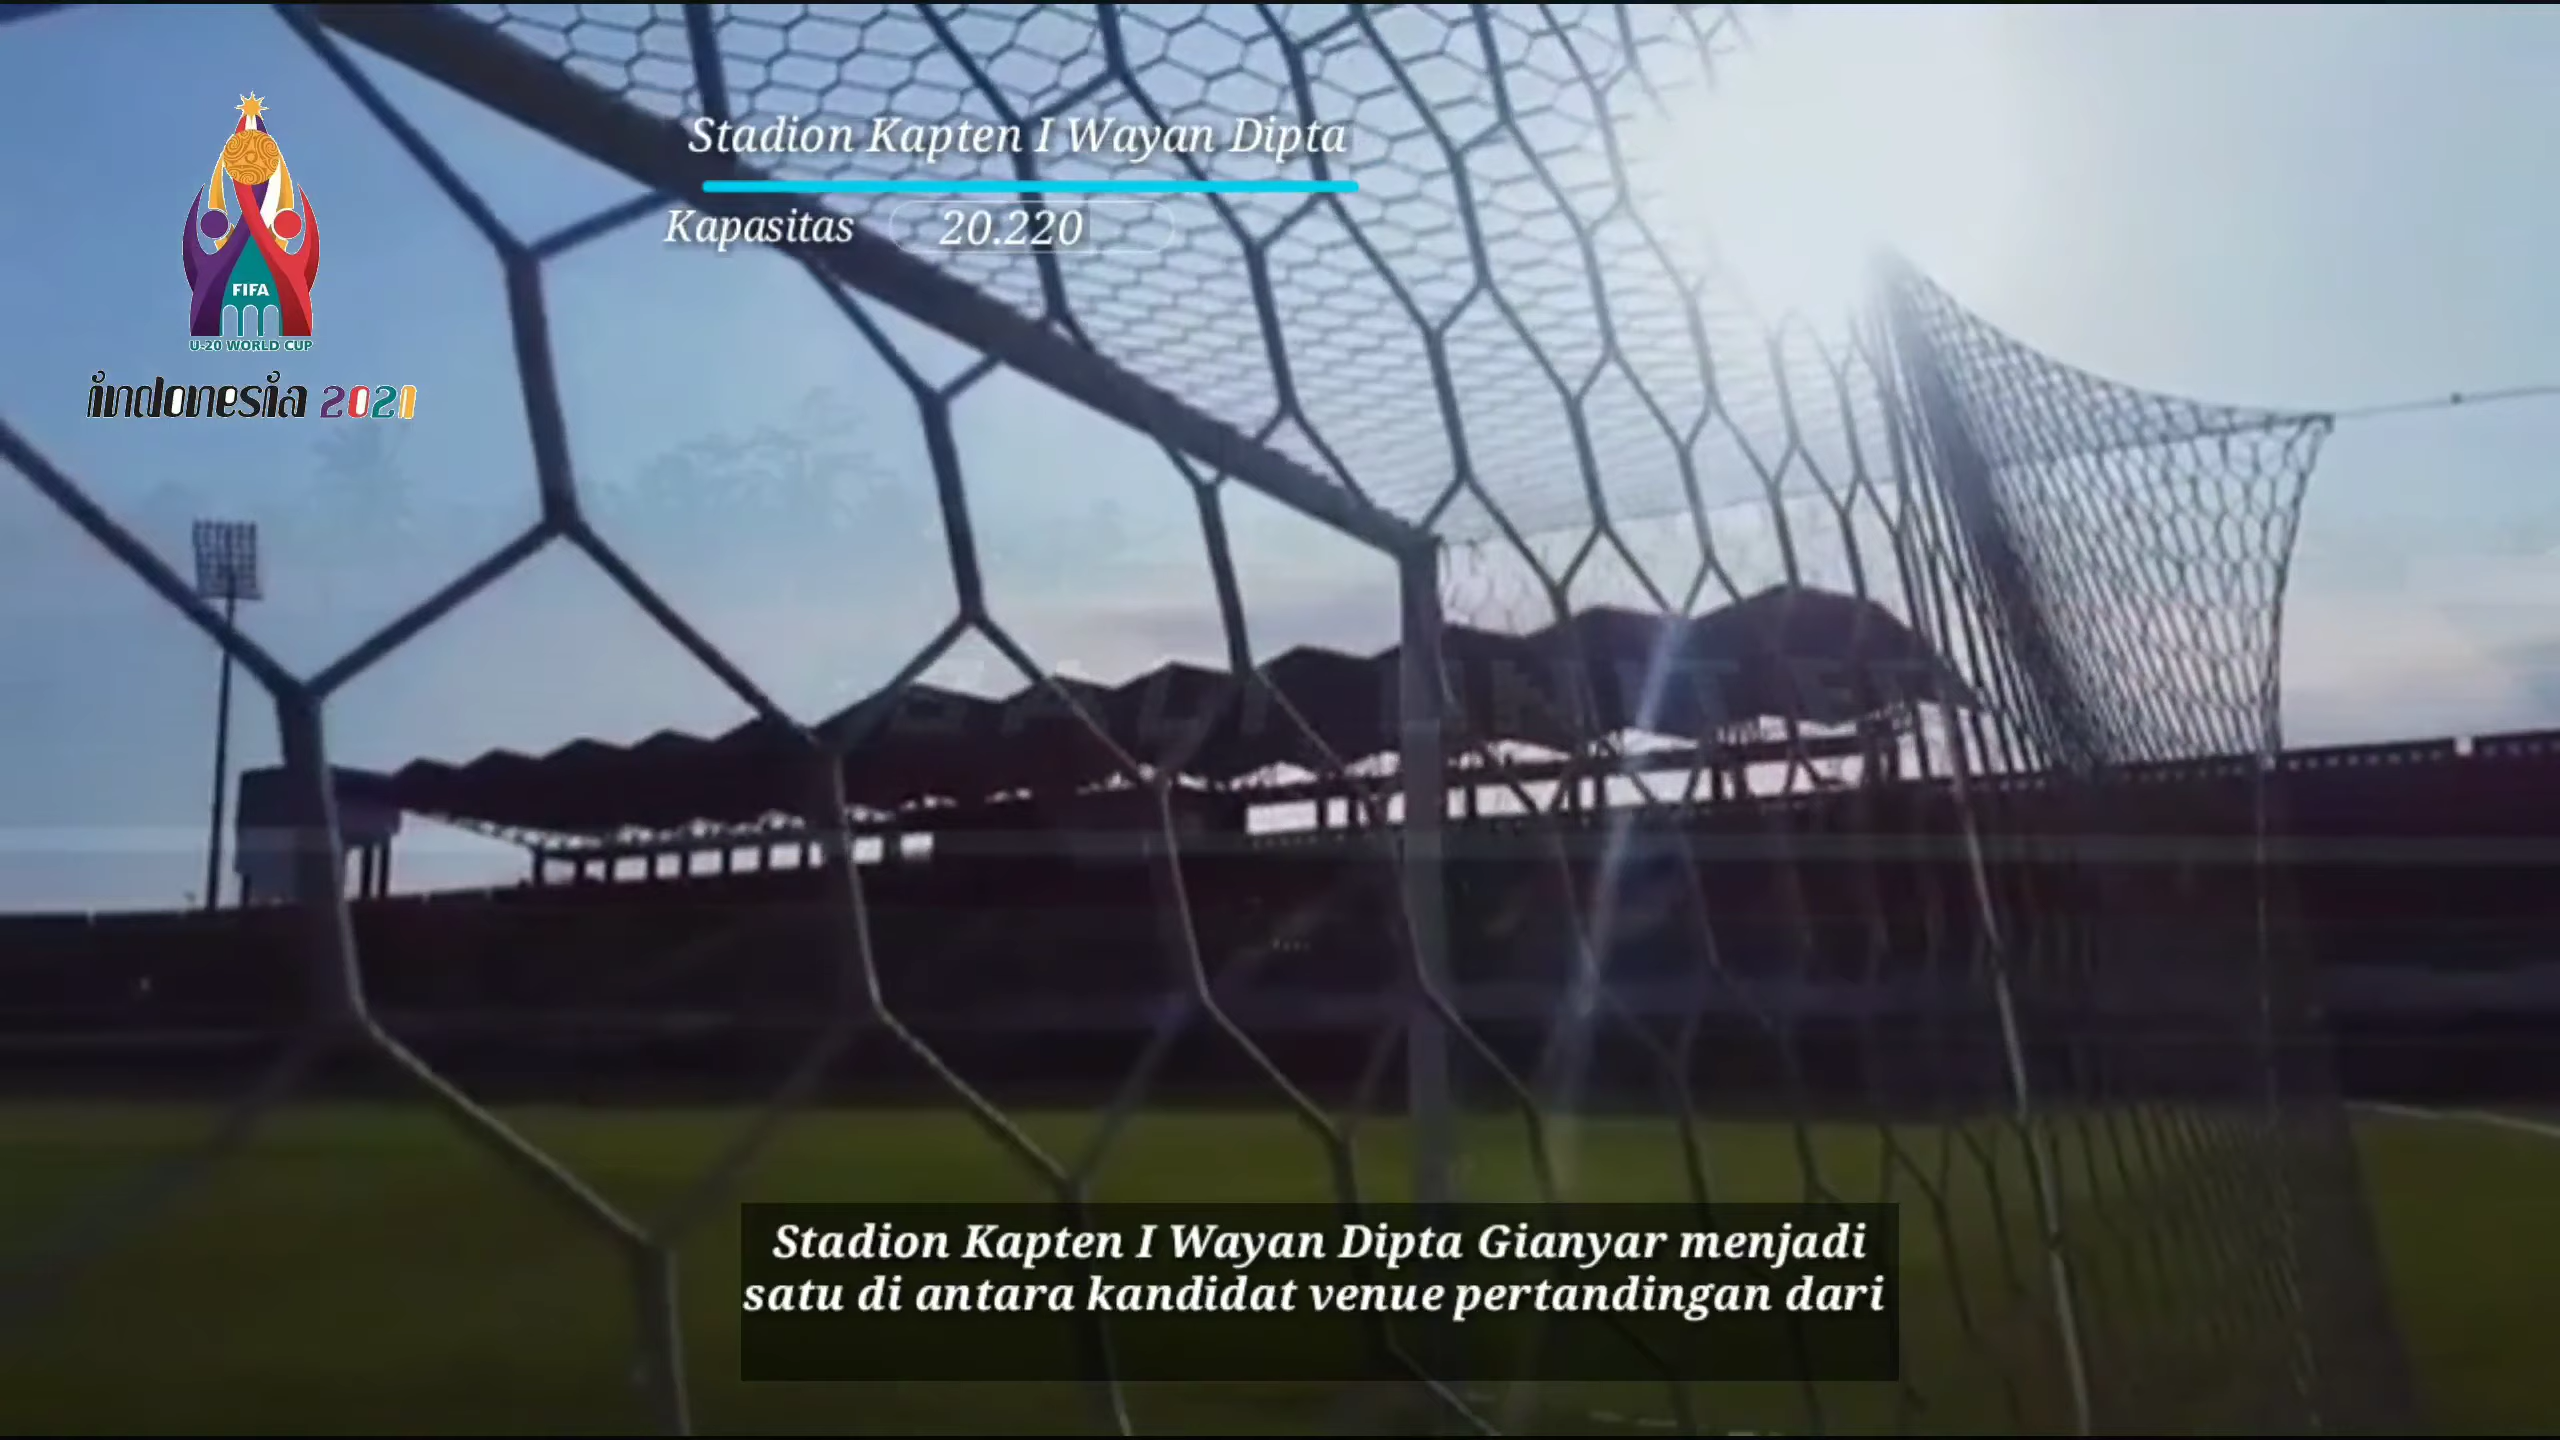 Stadion Kapten I Wayan Dipta
Kapasitas 20.220
FIFA
U-20 WORLD CUP
indonesia 2021
Stadion Kapten I Wayan Dipta Gianyar menjadi
satu di antara kandidat venue pertandingan dari